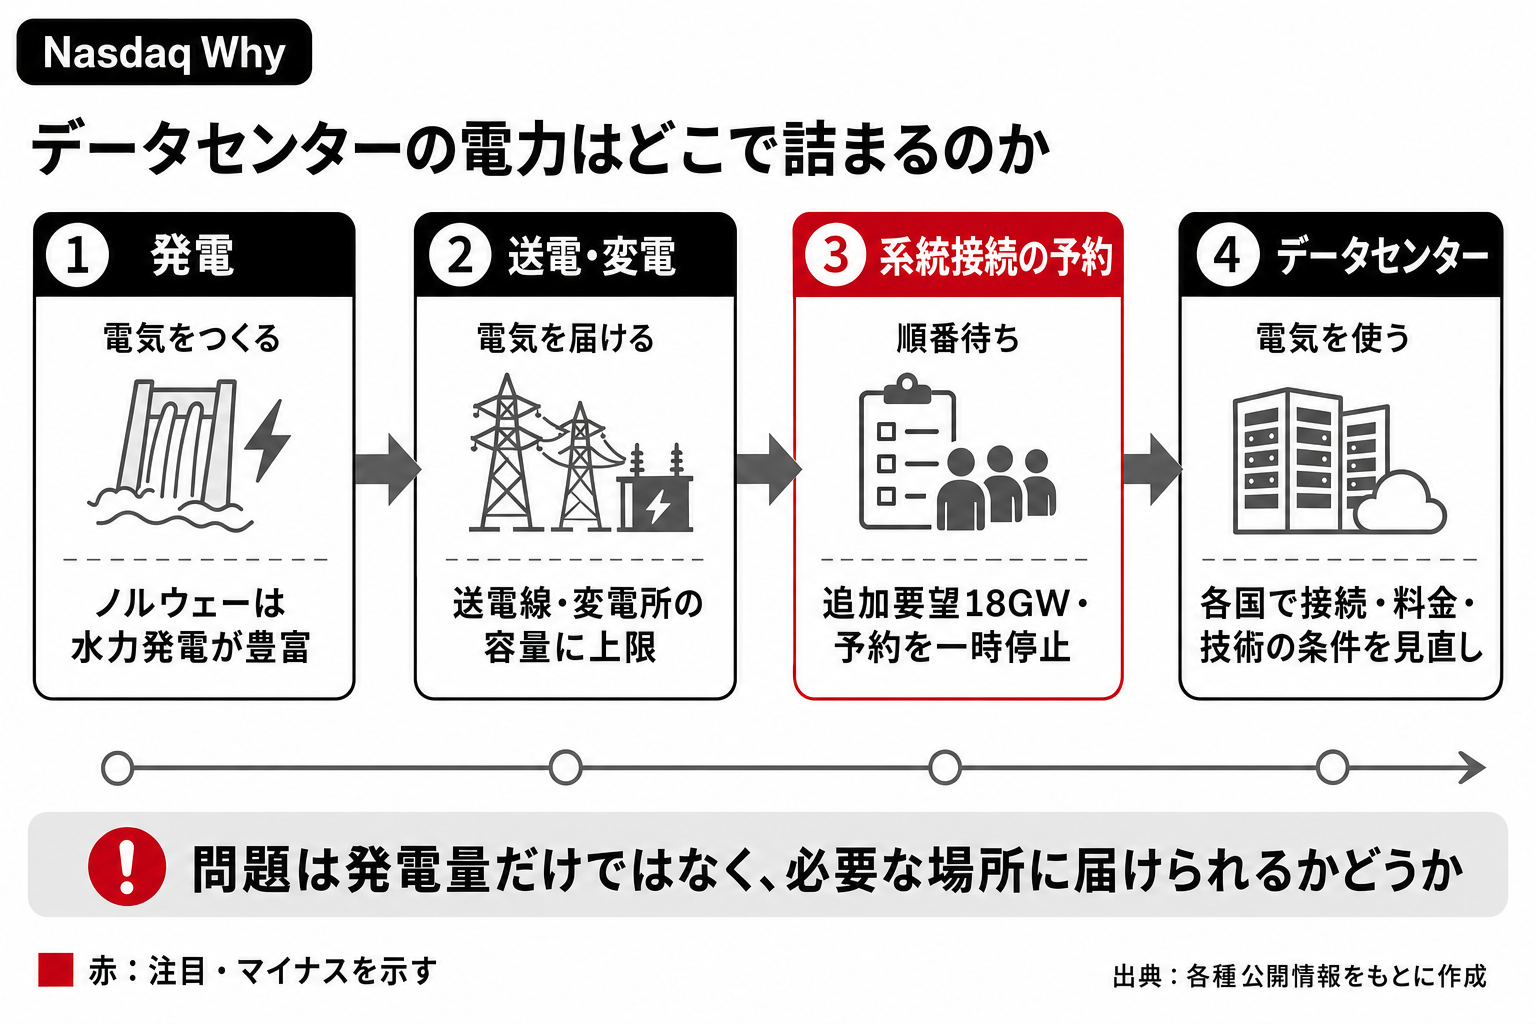 Nasdaq Why
データセンターの電力はどこで詰まるのか
1 発電
電気をつくる
ノルウェーは
水力発電が豊富
2 送電・変電
電気を届ける
送電線・変電所の
容量に上限
3 系統接続の予約
順番待ち
追加要望18GW・
予約を一時停止
4 データセンター
電気を使う
各国で接続・料金・
技術の条件を見直し
! 問題は発電量だけではなく、必要な場所に届けられるかどうか
赤：注目・マイナスを示す
出典：各種公開情報をもとに作成